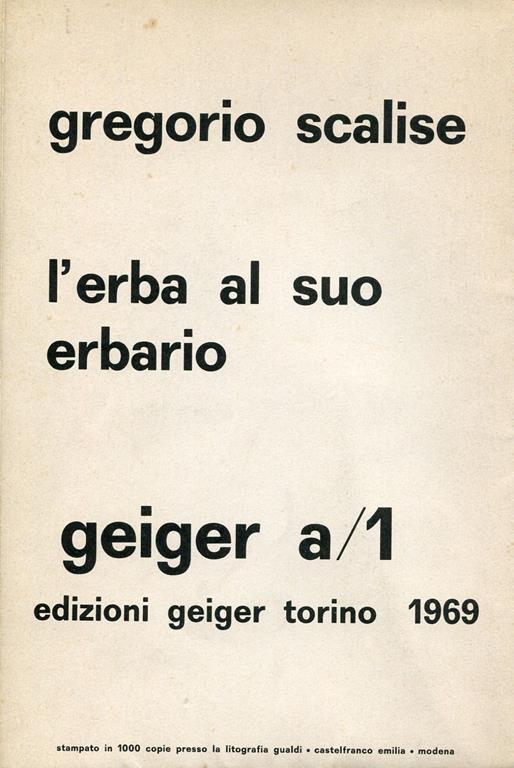 gregorio scalise
l'erba al suo
erbario
geiger a/1
edizioni geiger torino 1969
stampato in 1000 copie presso la litografia gualdi • castelfranco emilia • modena